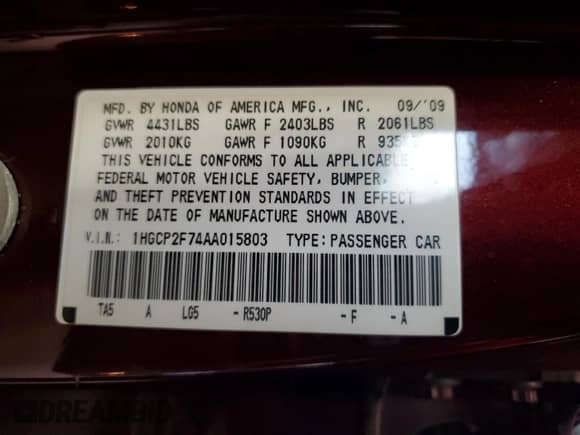 MFD. BY HONDA OF AMERICA MFG., INC. 09/'09
GVWR 4431LBS GAWR F 2403LBS R 2061LBS
GVWR 2010KG GAWR F 1090KG R
THIS VEHICLE CONFORMS TO ALL APPLICABLE
FEDERAL MOTOR VEHICLE SAFETY, BUMPER,
AND THEFT PREVENTION STANDARDS IN EFFECT
ON THE DATE OF MANUFACTURE SHOWN ABOVE.
V.I.N.: 1HGCP2F74AA015803 TYPE: PASSENGER CAR
TA5 A LG5 - R530P - F - A
DREAMBID